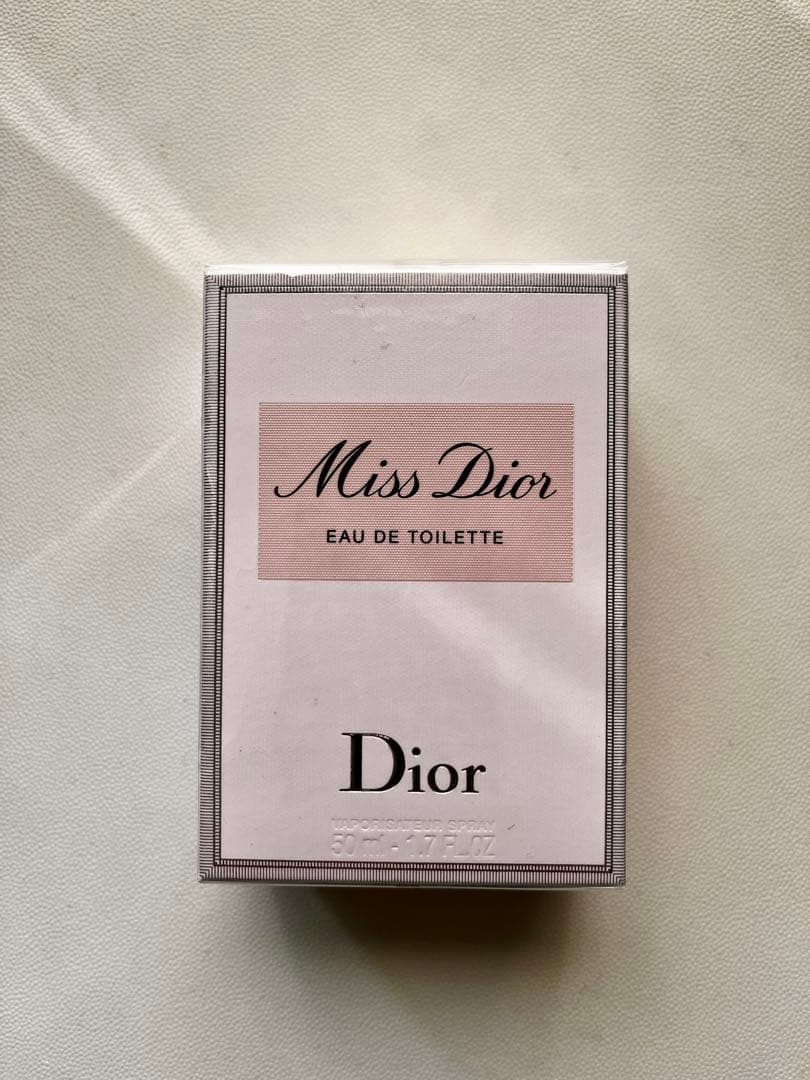 Miss Dior
EAU DE TOILETTE
Dior
VAPORISATEUR SPRAY
50 ml - 1.7 FL.OZ